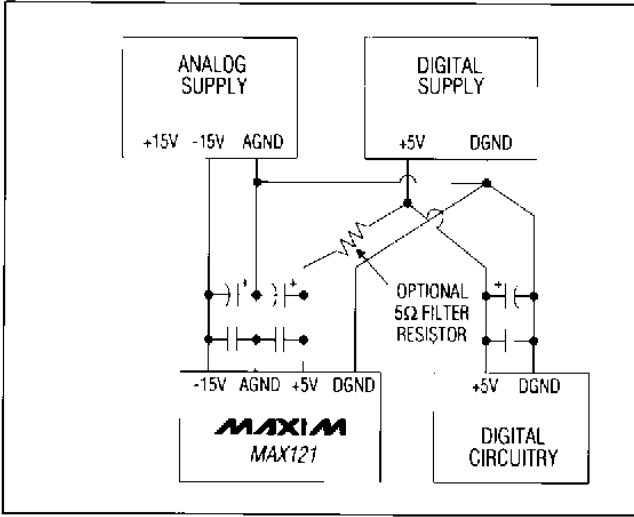 ANALOG
SUPPLY
+15V -15V AGND
DIGITAL
SUPPLY
+5V DGND
+ +
OPTIONAL
5Ω FILTER
RESISTOR
+
-15V AGND +5V DGND
MAXIM
MAX121
+5V DGND
DIGITAL
CIRCUITRY